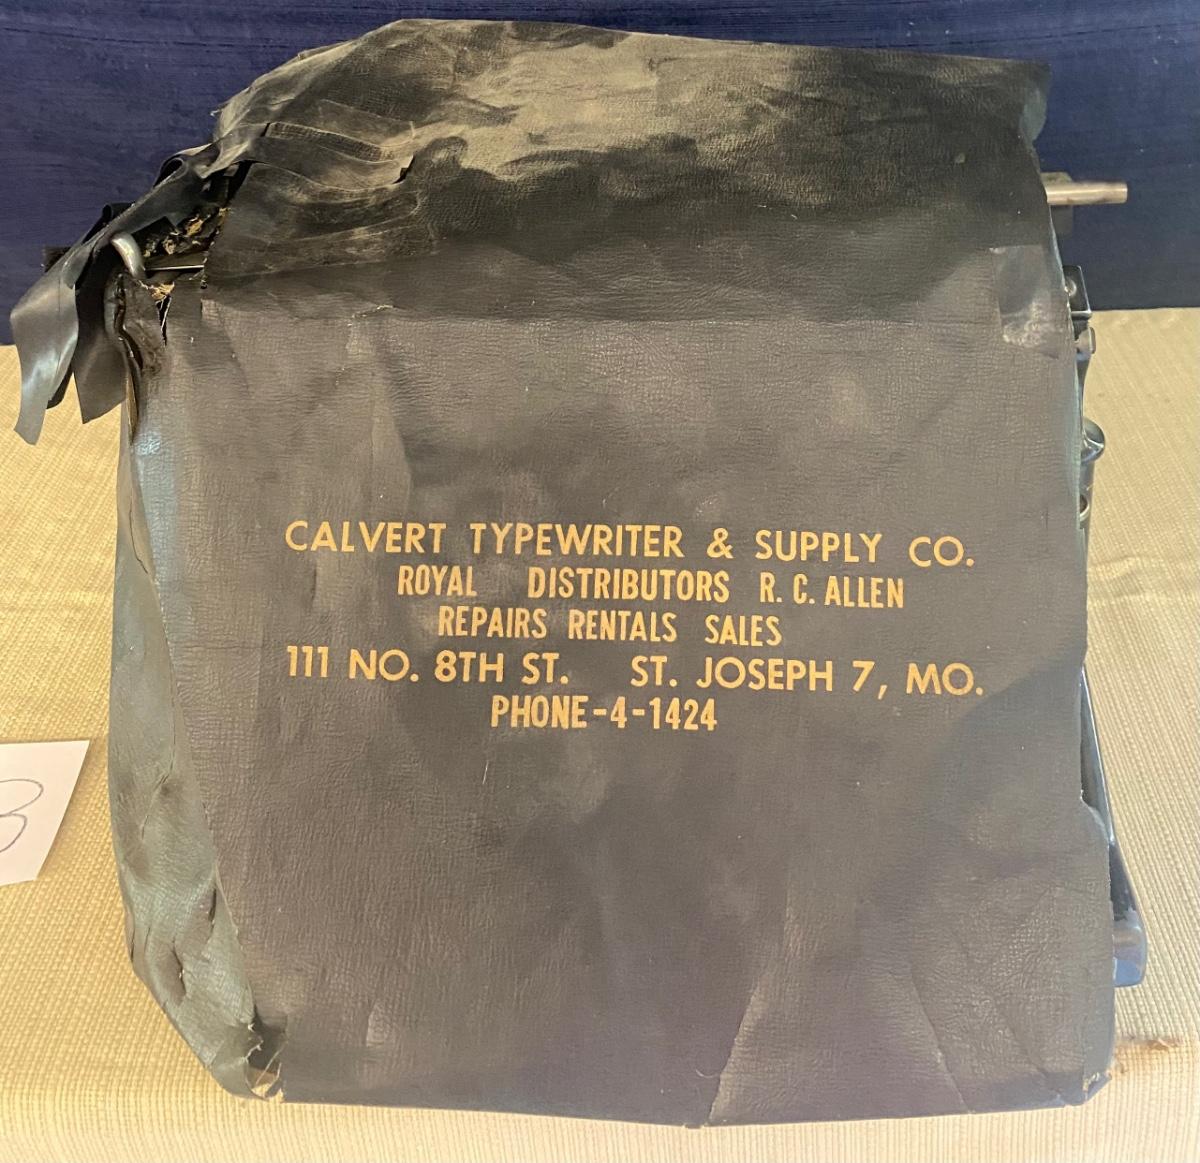 CALVERT TYPEWRITER & SUPPLY CO.
ROYAL DISTRIBUTORS R. C. ALLEN
REPAIRS RENTALS SALES
111 NO. 8TH ST. ST. JOSEPH 7, MO.
PHONE-4-1424